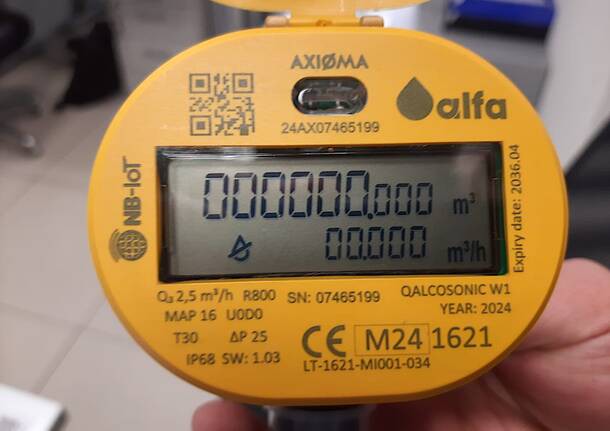 AXIØMA
alfa
24AX07465199
NB-IoT
000000,000 m³
00.000 m³/h
Expiry date: 2036.04
Q₃ 2,5 m³/h R800
SN: 07465199
QALCOSONIC W1
MAP 16 U0D0
YEAR: 2024
T30 ΔP 25
CE M24 1621
IP68 SW: 1.03
LT-1621-MI001-034